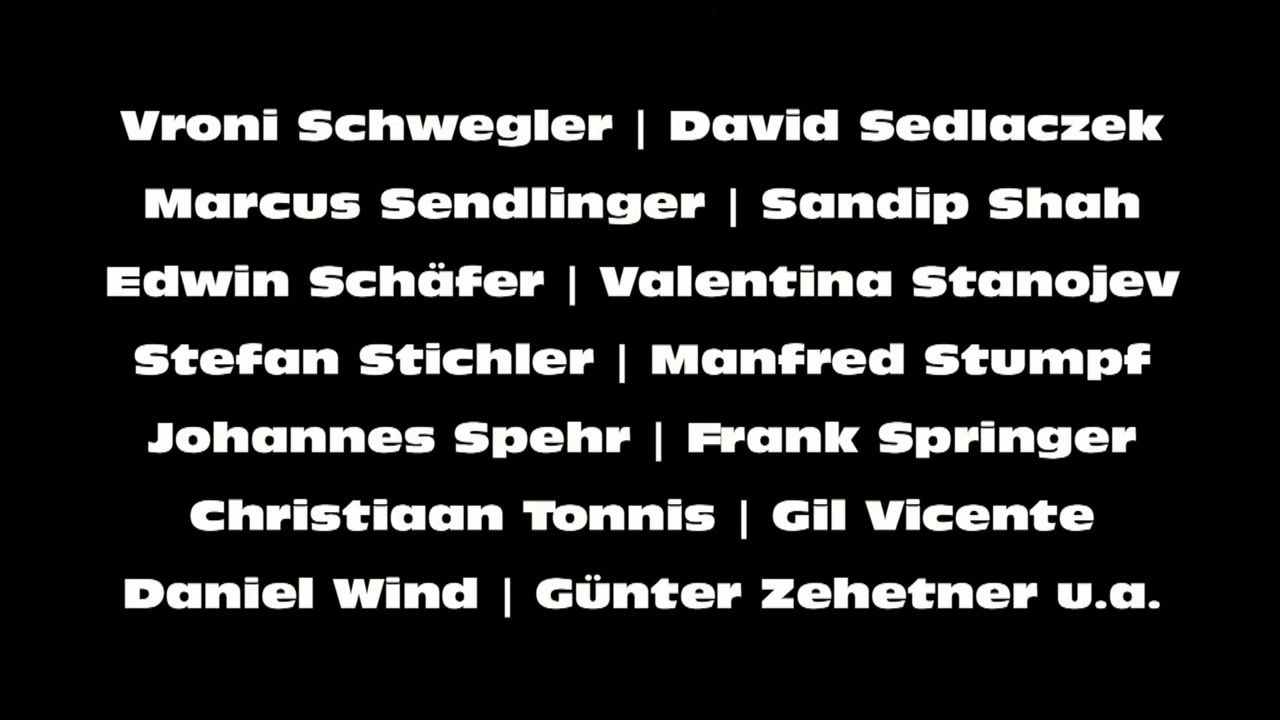 Vroni Schwegler | David Sedlaczek
Marcus Sendlinger | Sandip Shah
Edwin Schäfer | Valentina Stanojev
Stefan Stichler | Manfred Stumpf
Johannes Spehr | Frank Springer
Christiaan Tonnis | Gil Vicente
Daniel Wind | Günter Zehetner u.a.